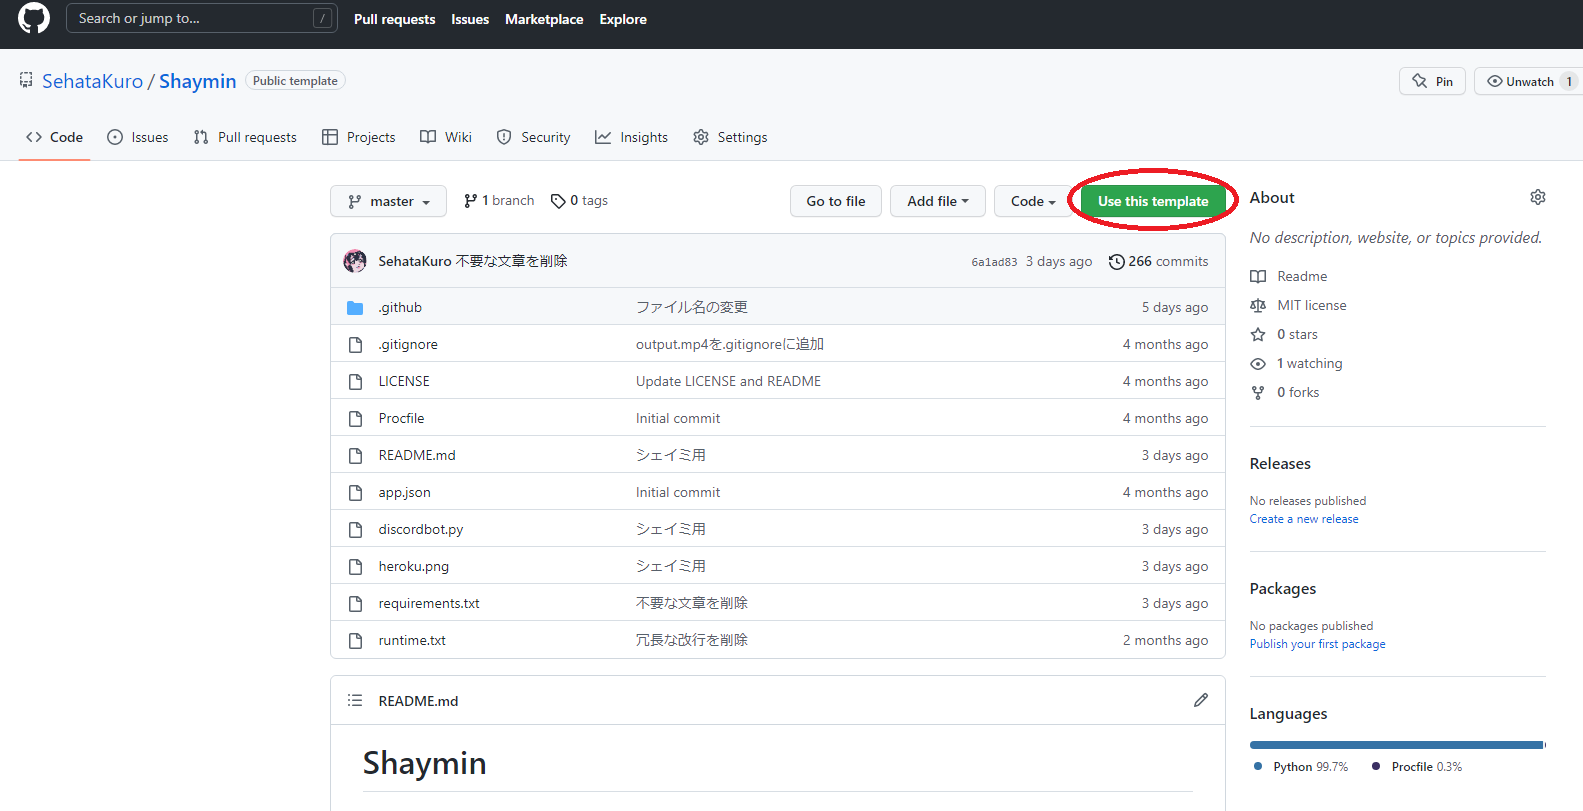 Search or jump to... / Pull requests Issues Marketplace Explore
SehataKuro / Shaymin Public template Pin Unwatch 1
Code Issues Pull requests Projects Wiki Security Insights Settings
master 1 branch 0 tags Go to file Add file Code Use this template
SehataKuro 不要な文章を削除 6a1ad83 3 days ago 266 commits
.github ファイル名の変更 5 days ago
.gitignore output.mp4を.gitignoreに追加 4 months ago
LICENSE Update LICENSE and README 4 months ago
Procfile Initial commit 4 months ago
README.md シェイミ用 3 days ago
app.json Initial commit 4 months ago
discordbot.py シェイミ用 3 days ago
heroku.png シェイミ用 3 days ago
requirements.txt 不要な文章を削除 3 days ago
runtime.txt 冗長な改行を削除 2 months ago
README.md
Shaymin
About
No description, website, or topics provided.
Readme
MIT license
0 stars
1 watching
0 forks
Releases
No releases published
Create a new release
Packages
No packages published
Publish your first package
Languages
Python 99.7% Procfile 0.3%